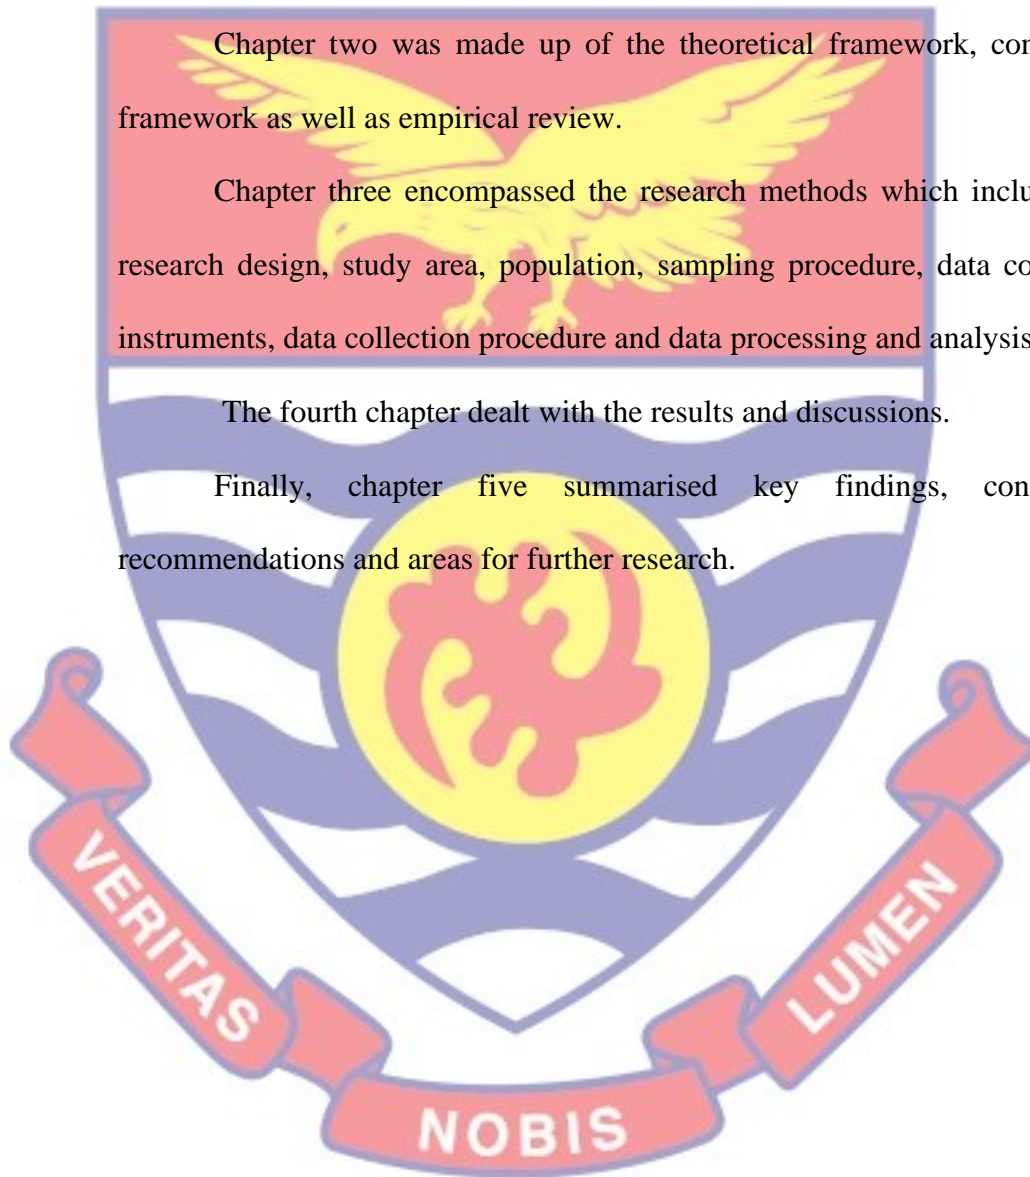 Chapter two was made up of the theoretical framework, con
framework as well as empirical review.
Chapter three encompassed the research methods which inclu
research design, study area, population, sampling procedure, data co
instruments, data collection procedure and data processing and analysis
The fourth chapter dealt with the results and discussions.
Finally, chapter five summarised key findings, con
recommendations and areas for further research.
VERITAS
NOBIS
LUMEN